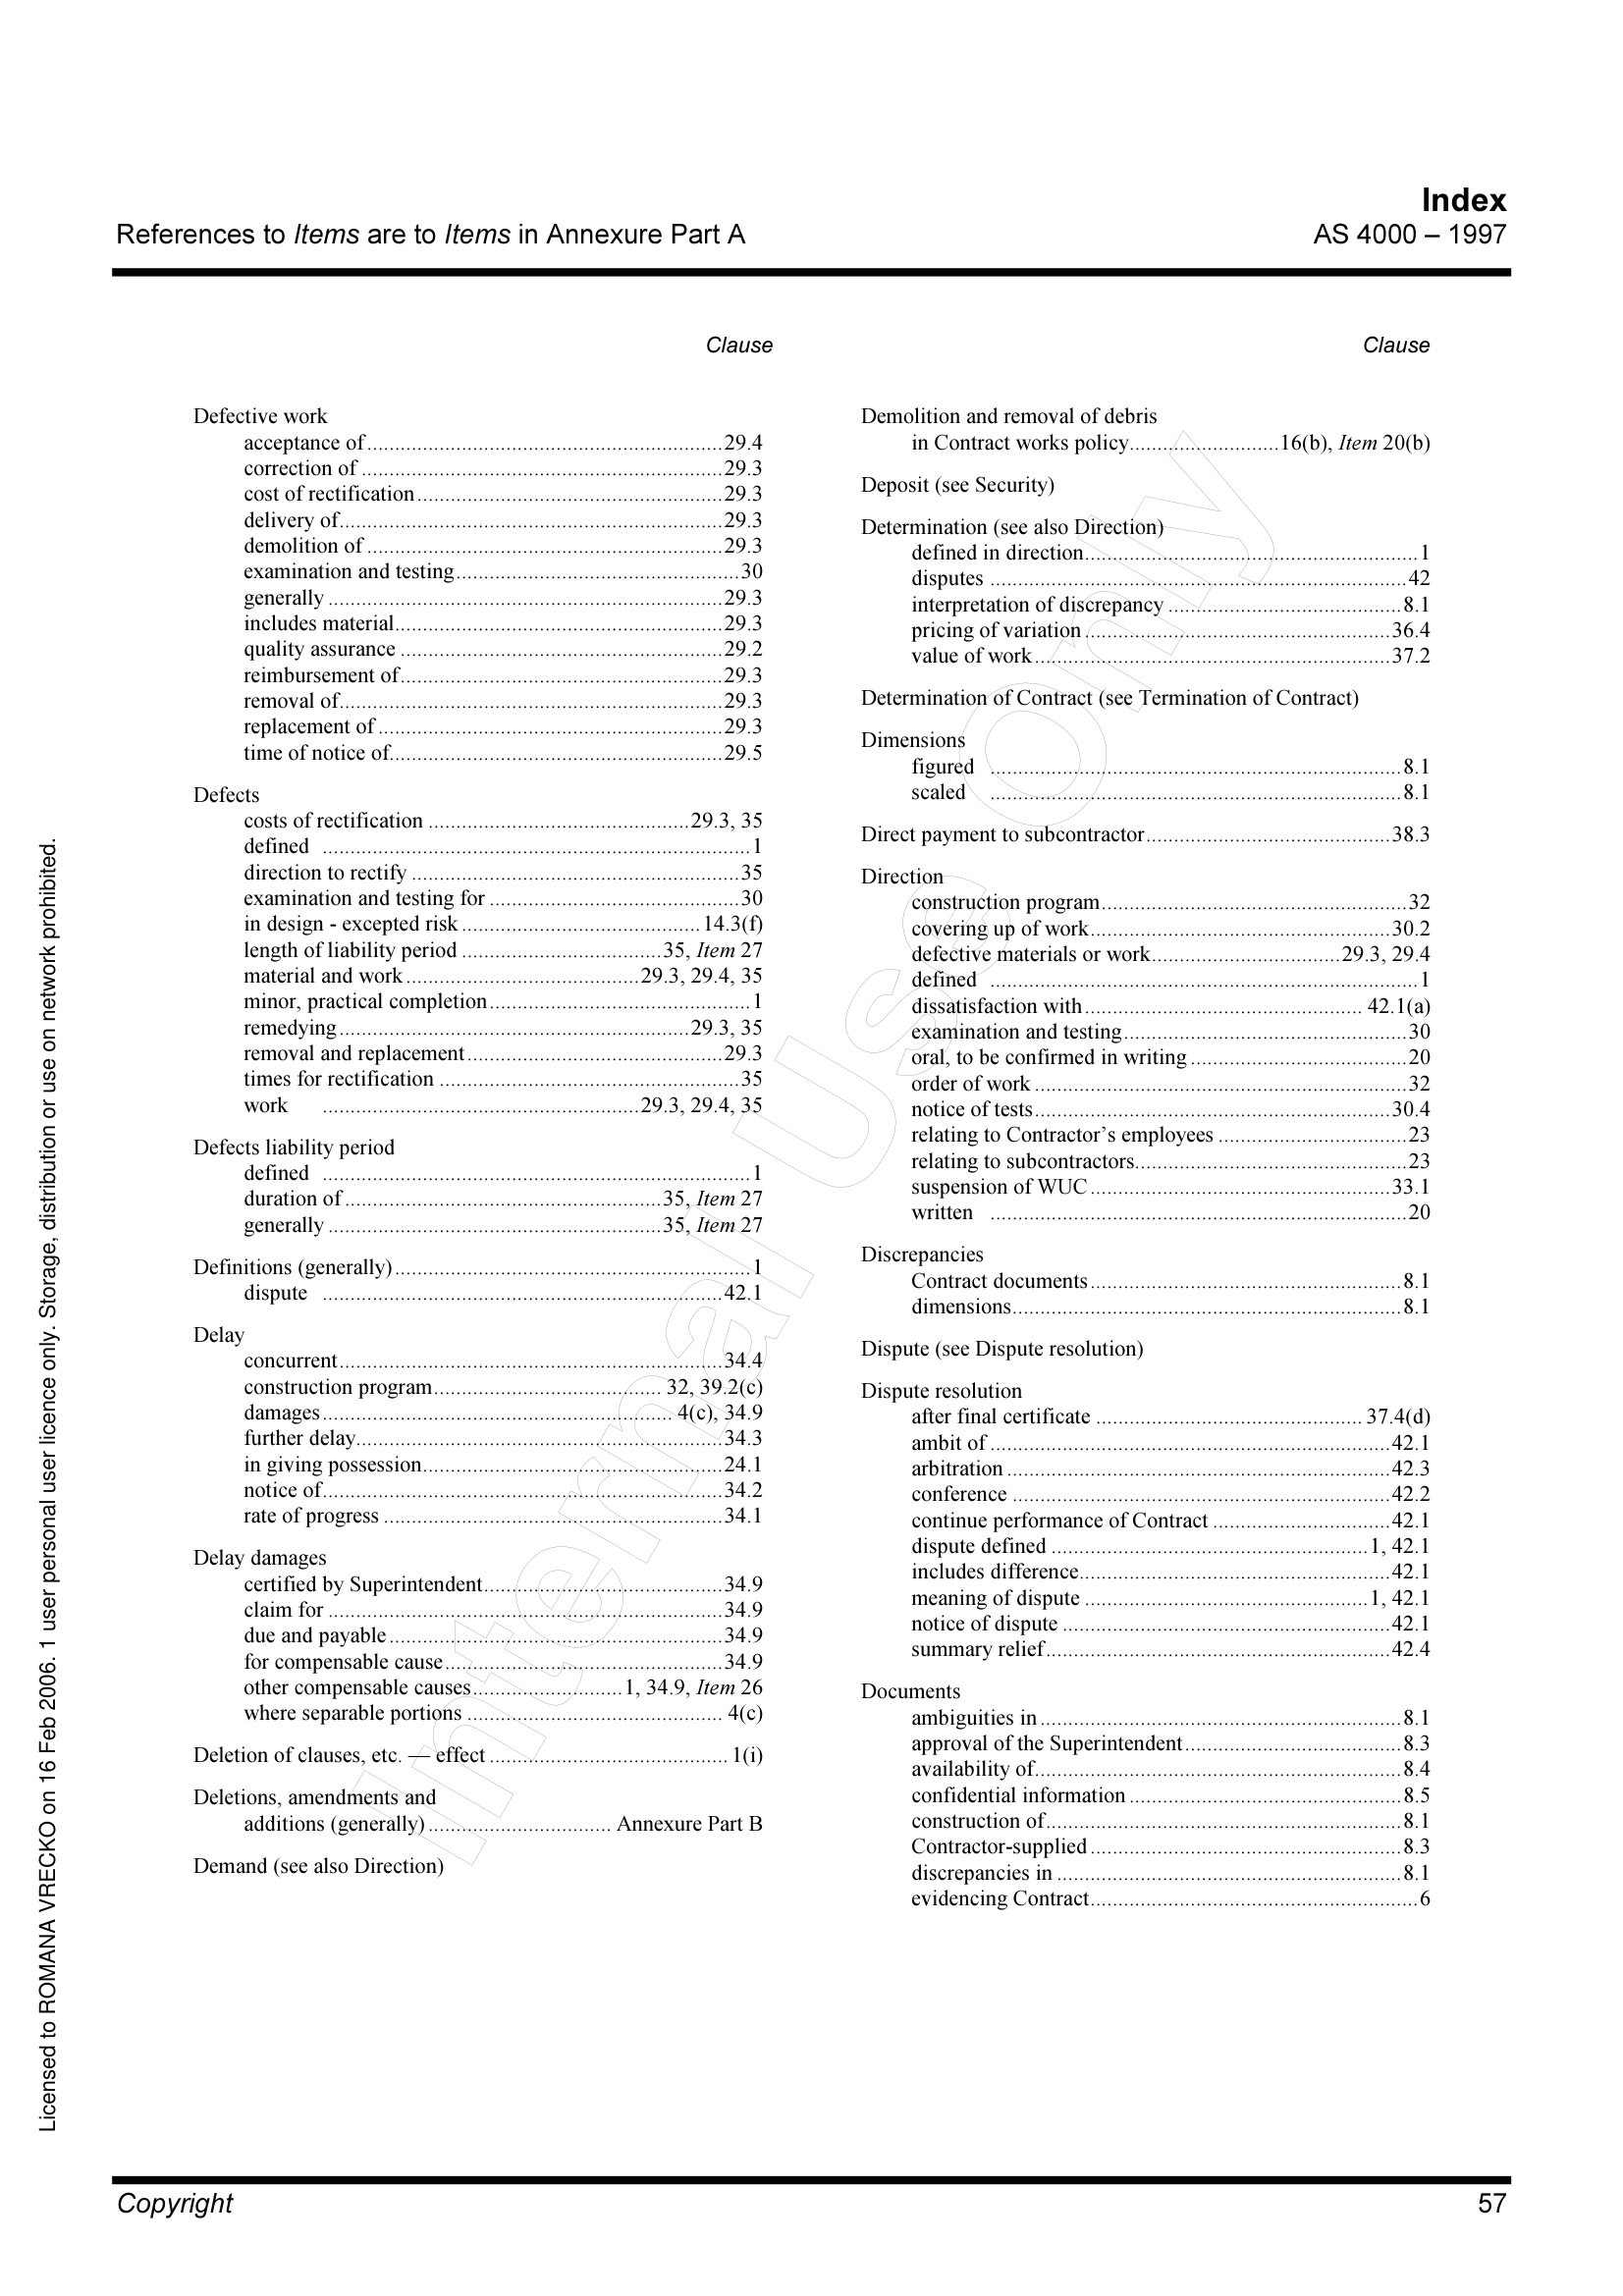 Index
References to Items are to Items in Annexure Part A
AS 4000 – 1997
Clause
Defective work
acceptance of ........ 29.4
correction of ........ 29.3
cost of rectification ........ 29.3
delivery of ........ 29.3
demolition of ........ 29.3
examination and testing ........ 30
generally ........ 29.3
includes material ........ 29.3
quality assurance ........ 29.2
reimbursement of ........ 29.3
removal of ........ 29.3
replacement of ........ 29.3
time of notice of ........ 29.5
Defects
costs of rectification ........ 29.3, 35
defined ........ 1
direction to rectify ........ 35
examination and testing for ........ 30
in design - excepted risk ........ 14.3(f)
length of liability period ........ 35, Item 27
material and work ........ 29.3, 29.4, 35
minor, practical completion ........ 1
remedying ........ 29.3, 35
removal and replacement ........ 29.3
times for rectification ........ 35
work ........ 29.3, 29.4, 35
Defects liability period
defined ........ 1
duration of ........ 35, Item 27
generally ........ 35, Item 27
Definitions (generally) ........ 1
dispute ........ 42.1
Delay
concurrent ........ 34.4
construction program ........ 32, 39.2(c)
damages ........ 4(c), 34.9
further delay ........ 34.3
in giving possession ........ 24.1
notice of ........ 34.2
rate of progress ........ 34.1
Delay damages
certified by Superintendent ........ 34.9
claim for ........ 34.9
due and payable ........ 34.9
for compensable cause ........ 34.9
other compensable causes ........ 1, 34.9, Item 26
where separable portions ........ 4(c)
Deletion of clauses, etc. — effect ........ 1(i)
Deletions, amendments and
additions (generally) ........ Annexure Part B
Demand (see also Direction)
Clause
Demolition and removal of debris
in Contract works policy ........ 16(b), Item 20(b)
Deposit (see Security)
Determination (see also Direction)
defined in direction ........ 1
disputes ........ 42
interpretation of discrepancy ........ 8.1
pricing of variation ........ 36.4
value of work ........ 37.2
Determination of Contract (see Termination of Contract)
Dimensions
figured ........ 8.1
scaled ........ 8.1
Direct payment to subcontractor ........ 38.3
Direction
construction program ........ 32
covering up of work ........ 30.2
defective materials or work ........ 29.3, 29.4
defined ........ 1
dissatisfaction with ........ 42.1(a)
examination and testing ........ 30
oral, to be confirmed in writing ........ 20
order of work ........ 32
notice of tests ........ 30.4
relating to Contractor’s employees ........ 23
relating to subcontractors ........ 23
suspension of WUC ........ 33.1
written ........ 20
Discrepancies
Contract documents ........ 8.1
dimensions ........ 8.1
Dispute (see Dispute resolution)
Dispute resolution
after final certificate ........ 37.4(d)
ambit of ........ 42.1
arbitration ........ 42.3
conference ........ 42.2
continue performance of Contract ........ 42.1
dispute defined ........ 1, 42.1
includes difference ........ 42.1
meaning of dispute ........ 1, 42.1
notice of dispute ........ 42.1
summary relief ........ 42.4
Documents
ambiguities in ........ 8.1
approval of the Superintendent ........ 8.3
availability of ........ 8.4
confidential information ........ 8.5
construction of ........ 8.1
Contractor-supplied ........ 8.3
discrepancies in ........ 8.1
evidencing Contract ........ 6
Internal Use Only
Licensed to ROMANA VRECKO on 16 Feb 2006. 1 user personal user licence only. Storage, distribution or use on network prohibited.
Copyright
57